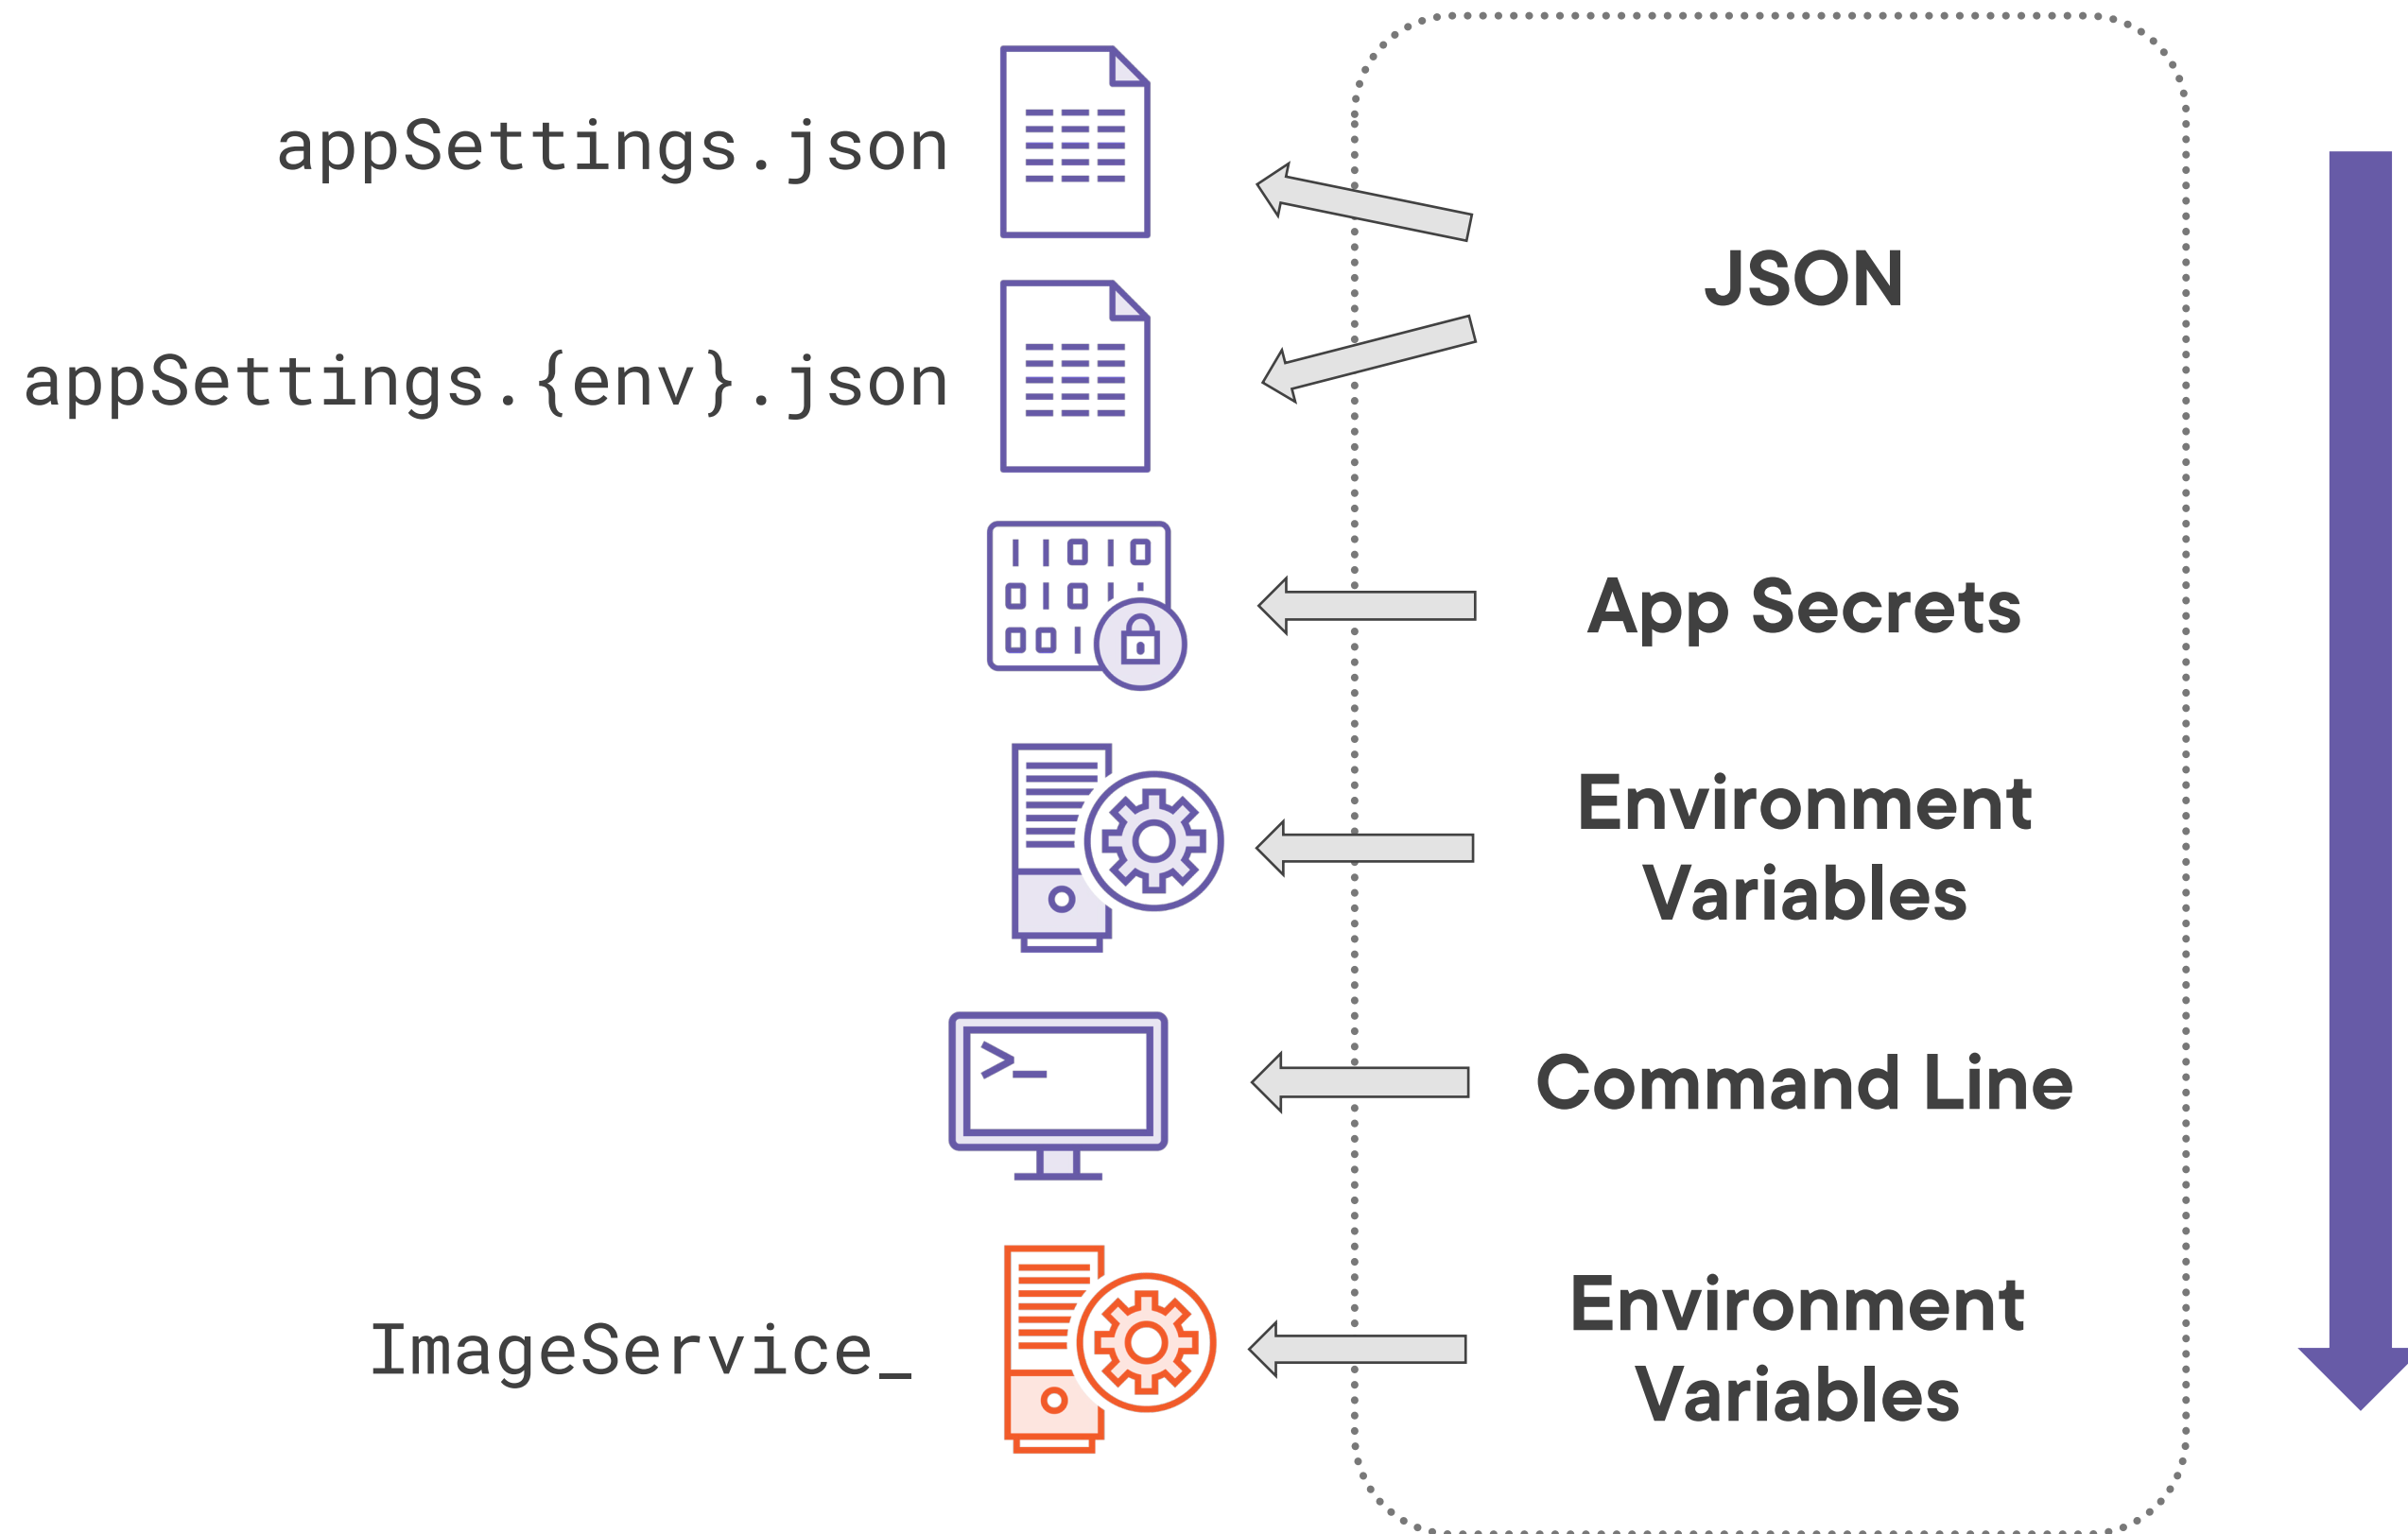 appSettings.json
JSON
appSettings.{env}.json
App Secrets
Environment
Variables
>_
Command Line
ImageService_
Environment
Variables